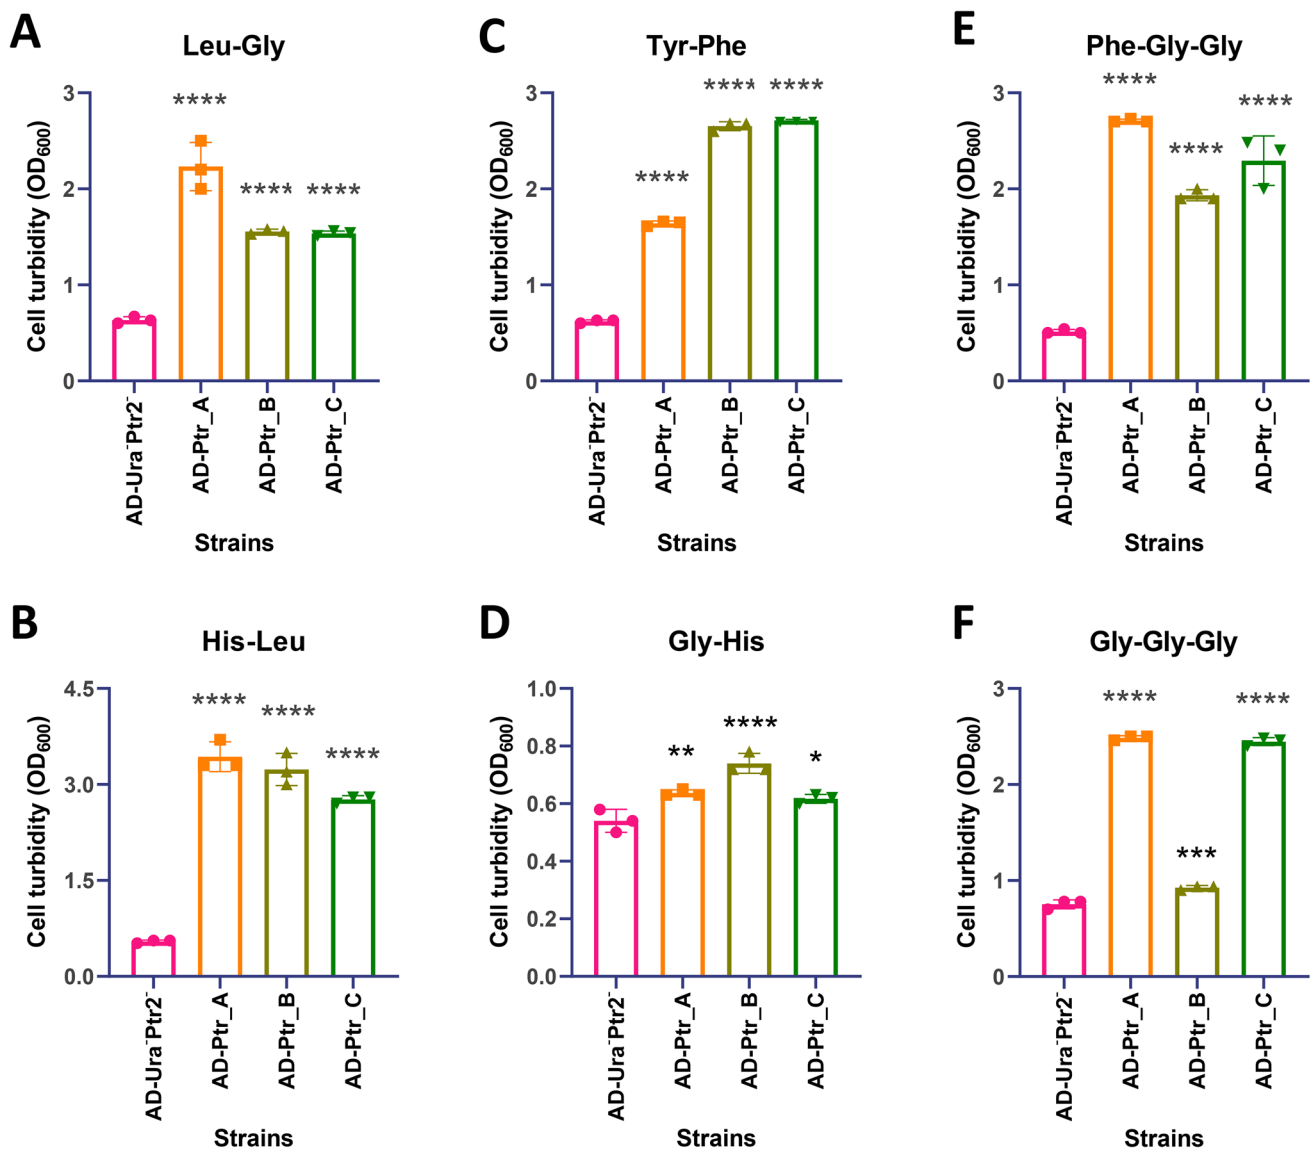 A
Leu-Gly
****
****
****
3
2
1
0
Cell turbidity (OD600)
AD-Ura-Ptr2-
AD-Ptr_A
AD-Ptr_B
AD-Ptr_C
Strains
C
Tyr-Phe
****
****
****
3
2
1
0
Cell turbidity (OD600)
AD-Ura-Ptr2-
AD-Ptr_A
AD-Ptr_B
AD-Ptr_C
Strains
E
Phe-Gly-Gly
****
****
****
3
2
1
0
Cell turbidity (OD600)
AD-Ura-Ptr2-
AD-Ptr_A
AD-Ptr_B
AD-Ptr_C
Strains
B
His-Leu
****
****
****
4.5
3.0
1.5
0.0
Cell turbidity (OD600)
AD-Ura-Ptr2-
AD-Ptr_A
AD-Ptr_B
AD-Ptr_C
Strains
D
Gly-His
**
****
*
1.0
0.8
0.6
0.4
0.2
0.0
Cell turbidity (OD600)
AD-Ura-Ptr2-
AD-Ptr_A
AD-Ptr_B
AD-Ptr_C
Strains
F
Gly-Gly-Gly
****
***
****
3
2
1
0
Cell turbidity (OD600)
AD-Ura-Ptr2-
AD-Ptr_A
AD-Ptr_B
AD-Ptr_C
Strains